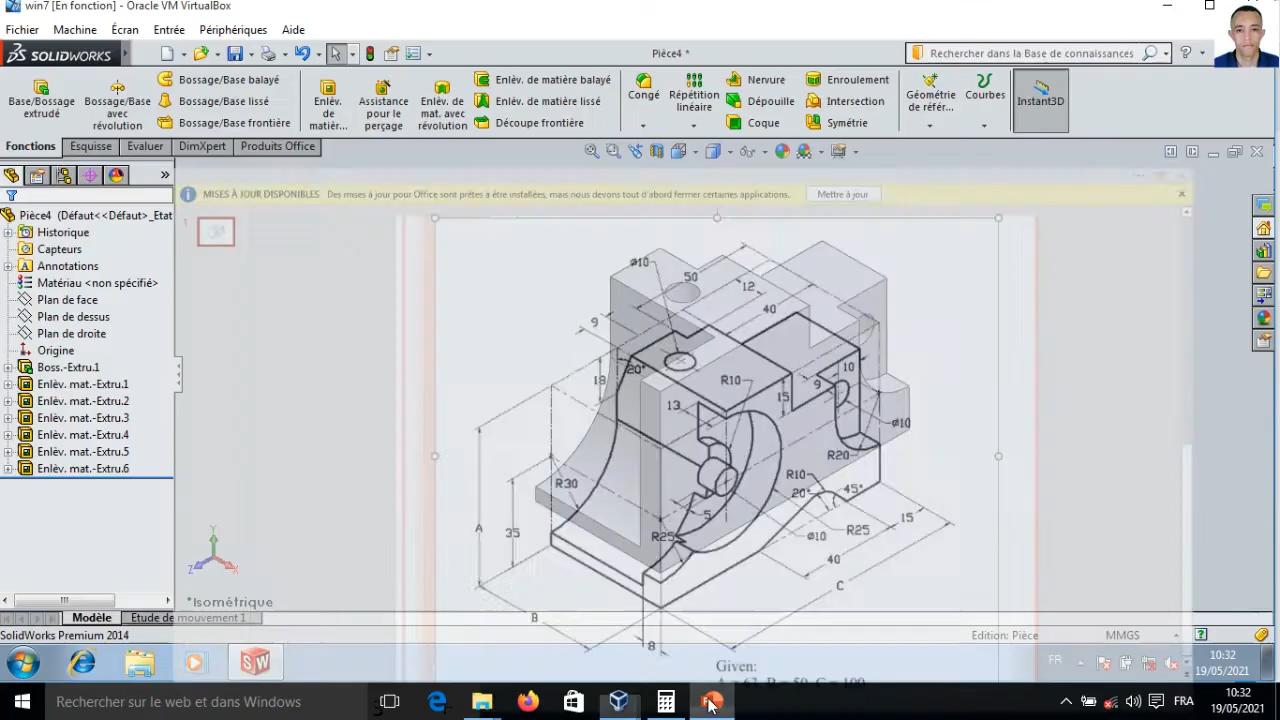 win7 [En fonction] - Oracle VM VirtualBox
Fichier Machine Écran Entrée Périphériques Aide
SOLIDWORKS Pièce4 * Rechercher dans la Base de connaissances ?
Base/Bossage extrudé
Bossage/Base avec révolution
Bossage/Base balayé
Bossage/Base lissé
Bossage/Base frontière
Enlèv. de matièr...
Assistance pour le perçage
Enlèv. de mat. avec révolution
Enlèv. de matière balayé
Enlèv. de matière lissé
Découpe frontière
Congé
Répétition linéaire
Nervure
Dépouille
Coque
Enroulement
Intersection
Symétrie
Géométrie de référ...
Courbes
Instant3D
Fonctions Esquisse Evaluer DimXpert Produits Office
MISES À JOUR DISPONIBLES Des mises à jour pour Office sont prêtes à être installées, mais nous devons tout d'abord fermer certaines applications. Mettre à jour
1
Pièce4 (Défaut<<Défaut>_Etat
Historique
Capteurs
Annotations
Matériau <non spécifié>
Plan de face
Plan de dessus
Plan de droite
Origine
Boss.-Extru.1
Enlèv. mat.-Extru.1
Enlèv. mat.-Extru.2
Enlèv. mat.-Extru.3
Enlèv. mat.-Extru.4
Enlèv. mat.-Extru.5
Enlèv. mat.-Extru.6
ø10
50
12
40
9
20°
18
R10
13
15
9
10
ø10
R20
R30
R10
20°
45°
5
R25
ø10
R25
15
40
A
35
C
B
8
Y
Z
X
*Isométrique
Given:
Modèle Etude de mouvement 1
SolidWorks Premium 2014 Edition: Pièce MMGS
FR 10:32
19/05/2021
Rechercher sur le web et dans Windows FRA 10:32
19/05/2021